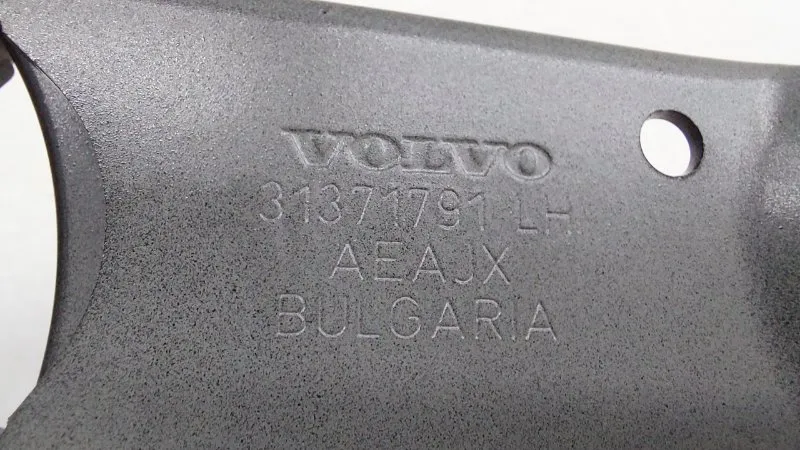 VOLVO
31371791 LH
AEAJX
BULGARIA